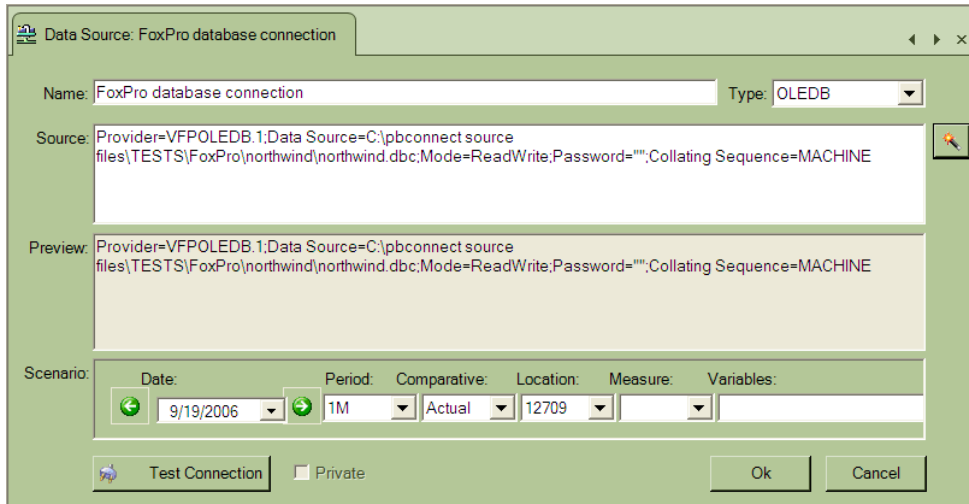 Data Source: FoxPro database connection
Name: FoxPro database connection Type: OLEDB
Source: Provider=VFPOLEDB.1;Data Source=C:\pbconnect source
files\TESTS\FoxPro\northwind\northwind.dbc;Mode=ReadWrite;Password="";Collating Sequence=MACHINE
Preview: Provider=VFPOLEDB.1;Data Source=C:\pbconnect source
files\TESTS\FoxPro\northwind\northwind.dbc;Mode=ReadWrite;Password="";Collating Sequence=MACHINE
Scenario:
Date: Period: Comparative: Location: Measure: Variables:
9/19/2006 1M Actual 12709
Test Connection Private Ok Cancel